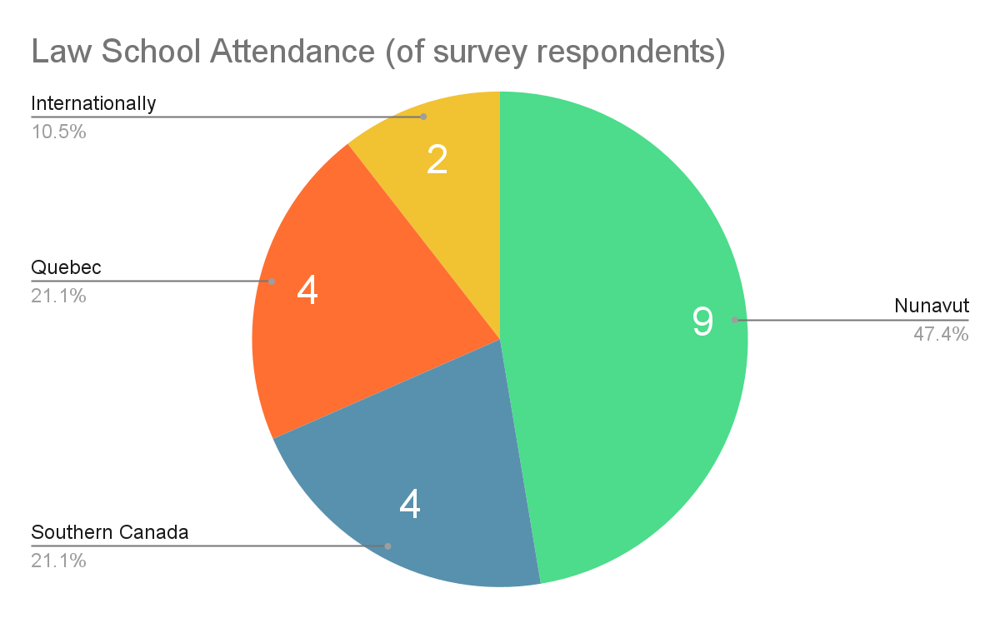 Law School Attendance (of survey respondents)
Internationally
10.5%
2
Quebec
21.1%
4
9
Nunavut
47.4%
4
Southern Canada
21.1%